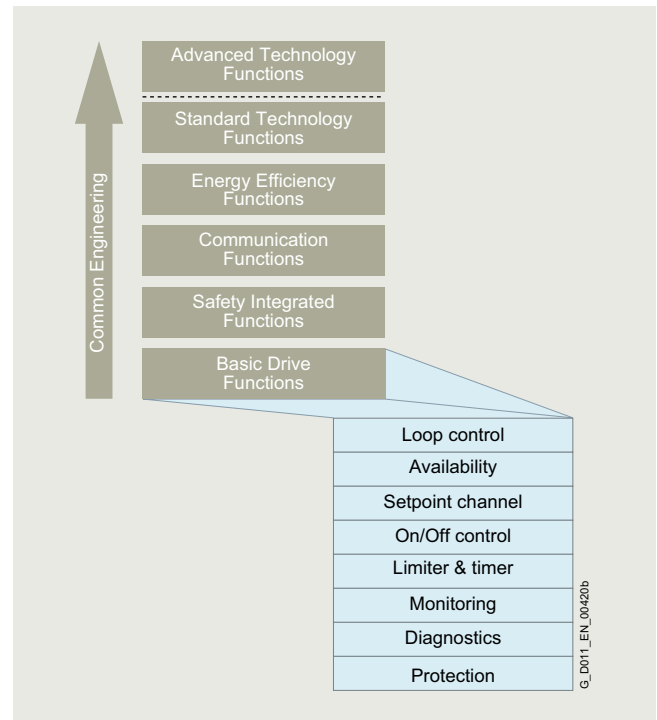 Advanced Technology
Functions
Standard Technology
Functions
Energy Efficiency
Functions
Communication
Functions
Safety Integrated
Functions
Basic Drive
Functions
Common Engineering
Loop control
Availability
Setpoint channel
On/Off control
Limiter & timer
Monitoring
Diagnostics
Protection
G_D011_EN_00420b